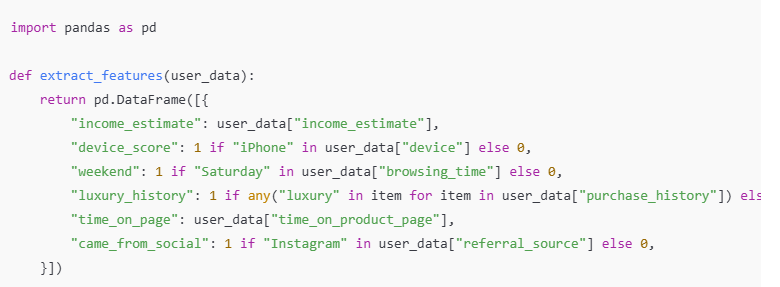 import pandas as pd
def extract_features(user_data):
    return pd.DataFrame([{
        "income_estimate": user_data["income_estimate"],
        "device_score": 1 if "iPhone" in user_data["device"] else 0,
        "weekend": 1 if "Saturday" in user_data["browsing_time"] else 0,
        "luxury_history": 1 if any("luxury" in item for item in user_data["purchase_history"]) els
        "time_on_page": user_data["time_on_product_page"],
        "came_from_social": 1 if "Instagram" in user_data["referral_source"] else 0,
    }])